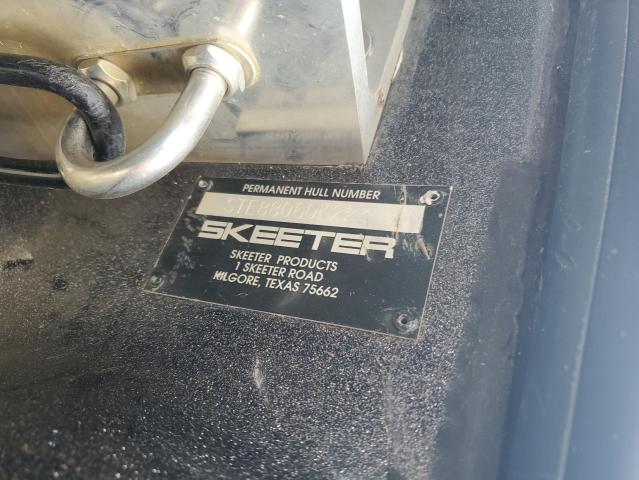 PERMANENT HULL NUMBER
SKEETER
SKEETER PRODUCTS
1 SKEETER ROAD
KILGORE, TEXAS 75662